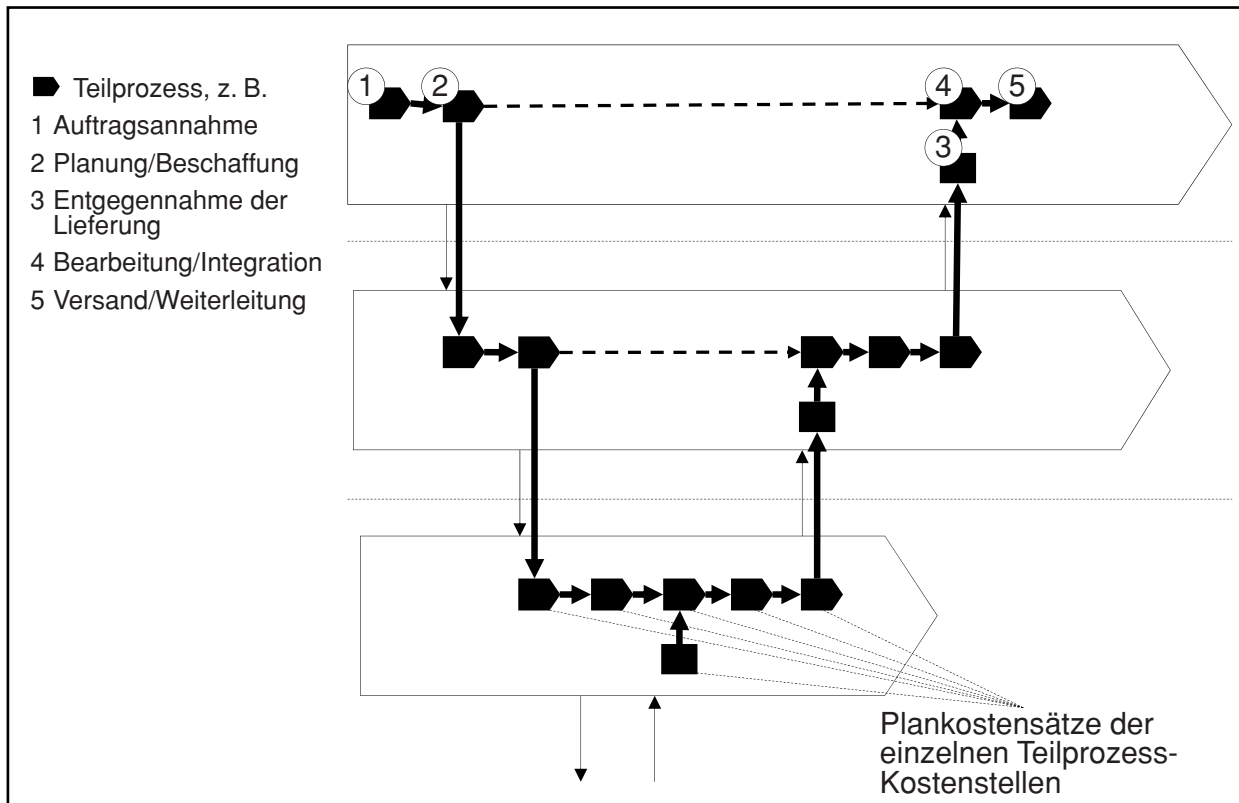 Teilprozess, z. B.
1 Auftragsannahme
2 Planung/Beschaffung
3 Entgegennahme der
Lieferung
4 Bearbeitung/Integration
5 Versand/Weiterleitung
1
2
4
5
3
Plankostensätze der
einzelnen Teilprozess-
Kostenstellen